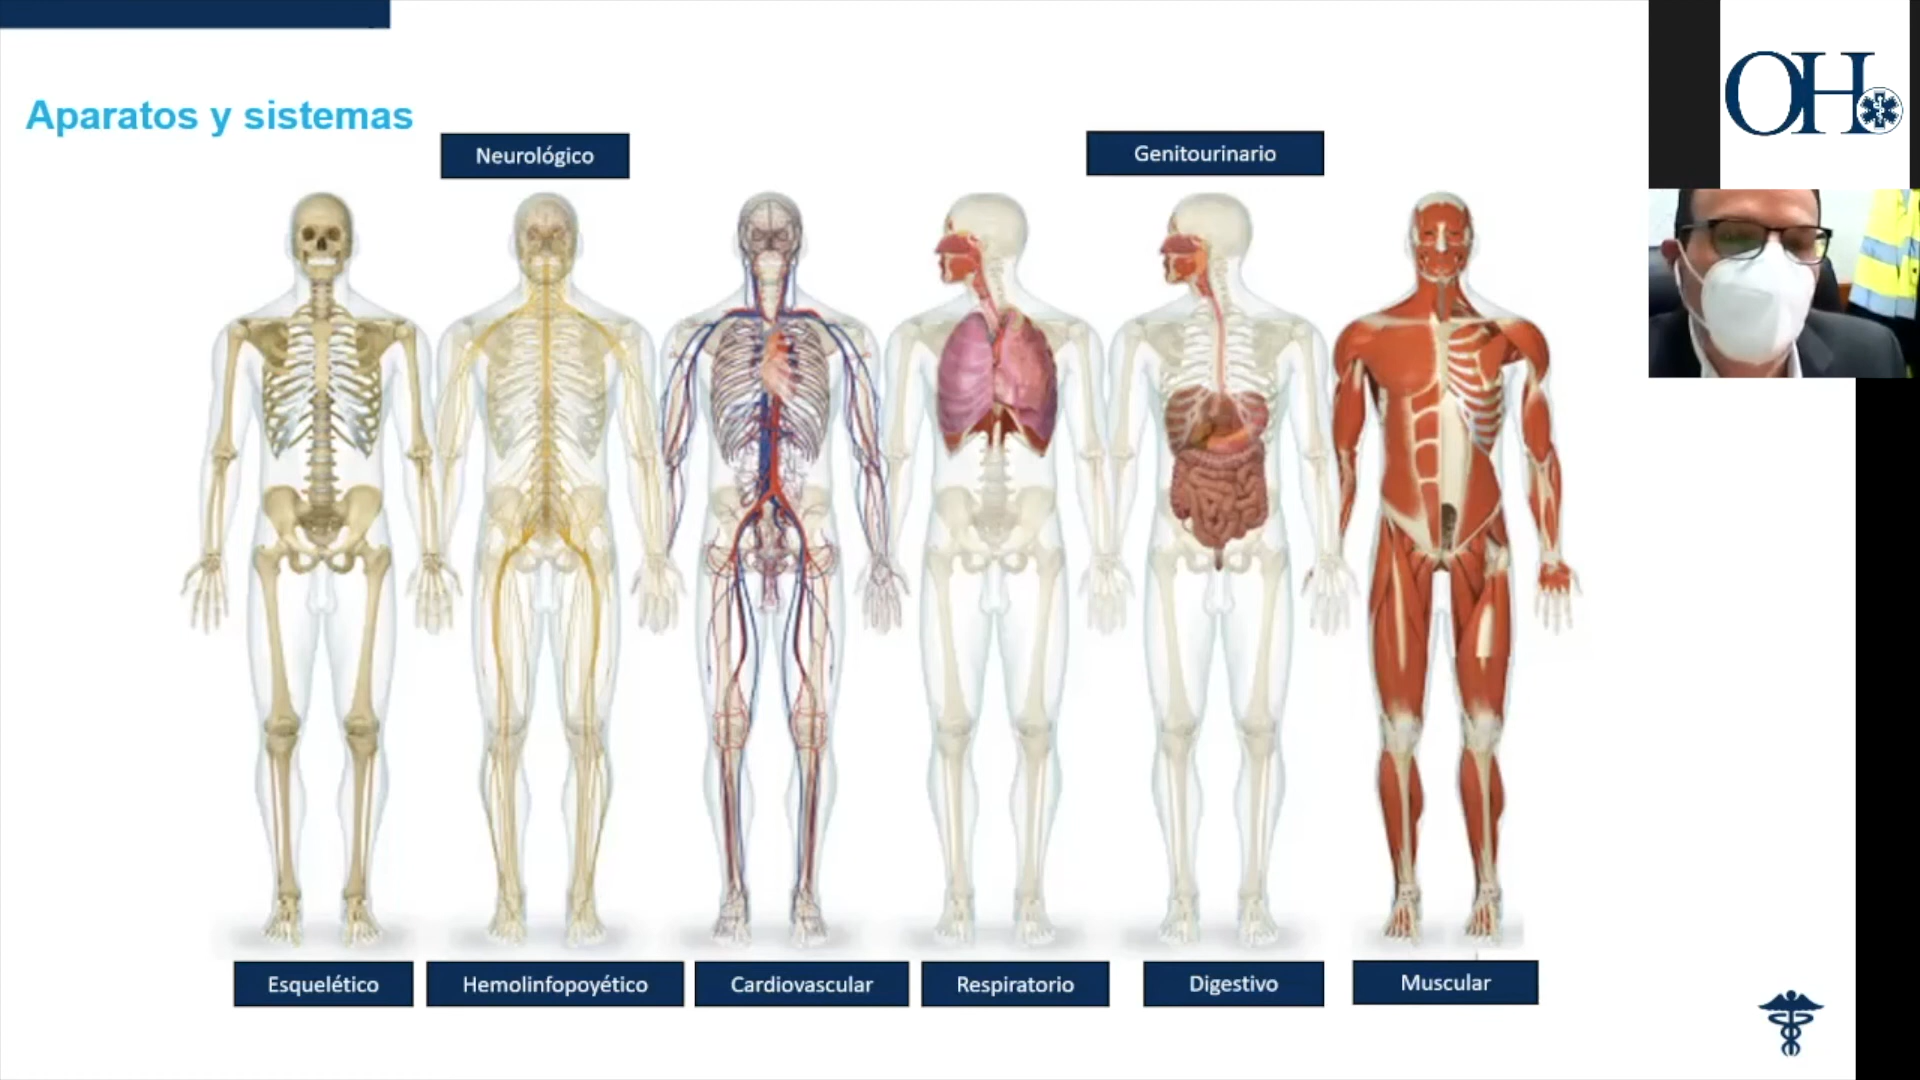 Aparatos y sistemas
Neurológico
Genitourinario
OH
Esquelético
Hemolinfopoyético
Cardiovascular
Respiratorio
Digestivo
Muscular